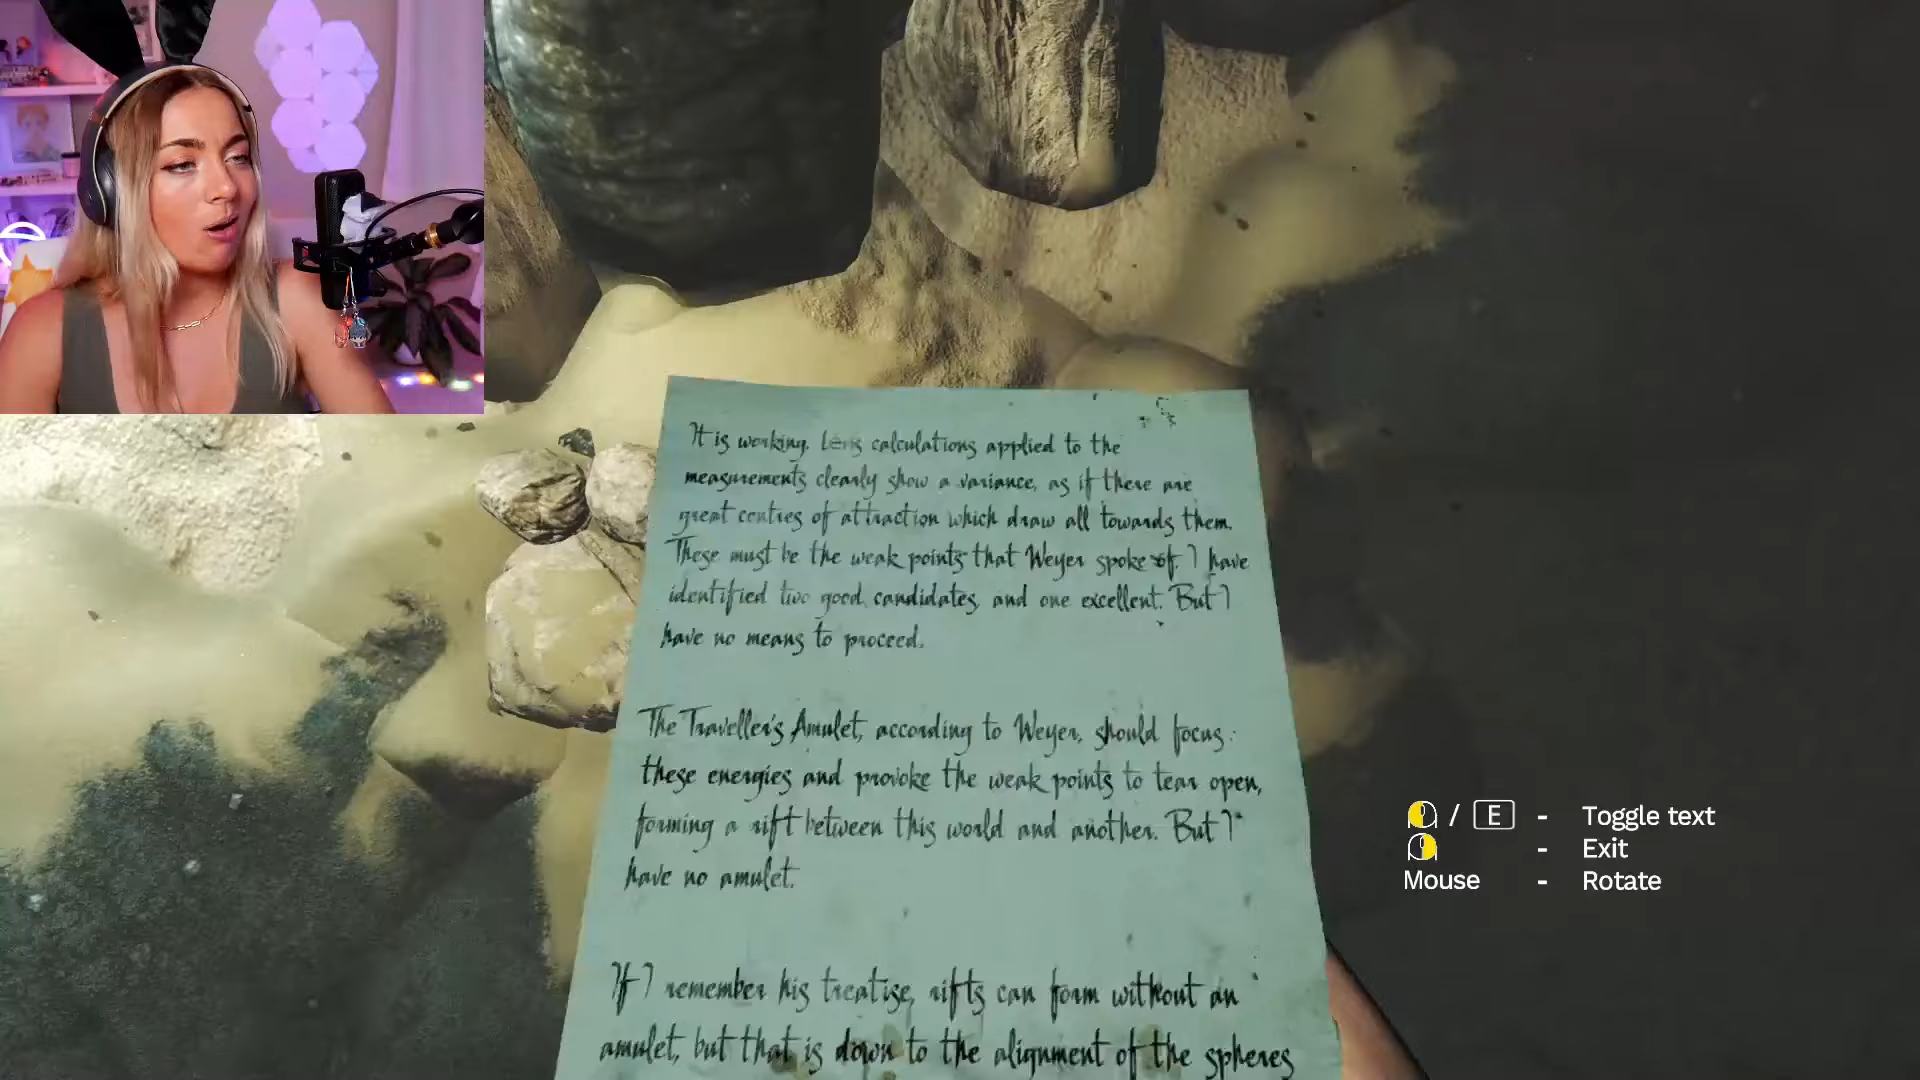 It is working. Leris calculations applied to the
measurements clearly show a variance, as if there are
great centres of attraction which draw all towards them.
These must be the weak points that Weyer spoke of. I have
identified two good candidates, and one excellent. But I
have no means to proceed.
The Traveller's Amulet, according to Weyer, should focus
these energies and provoke the weak points to tear open,
forming a rift between this world and another. But I
have no amulet.
If I remember his treatise, rifts can form without an
amulet, but that is down to the alignment of the spheres
/ E - Toggle text
- Exit
Mouse - Rotate